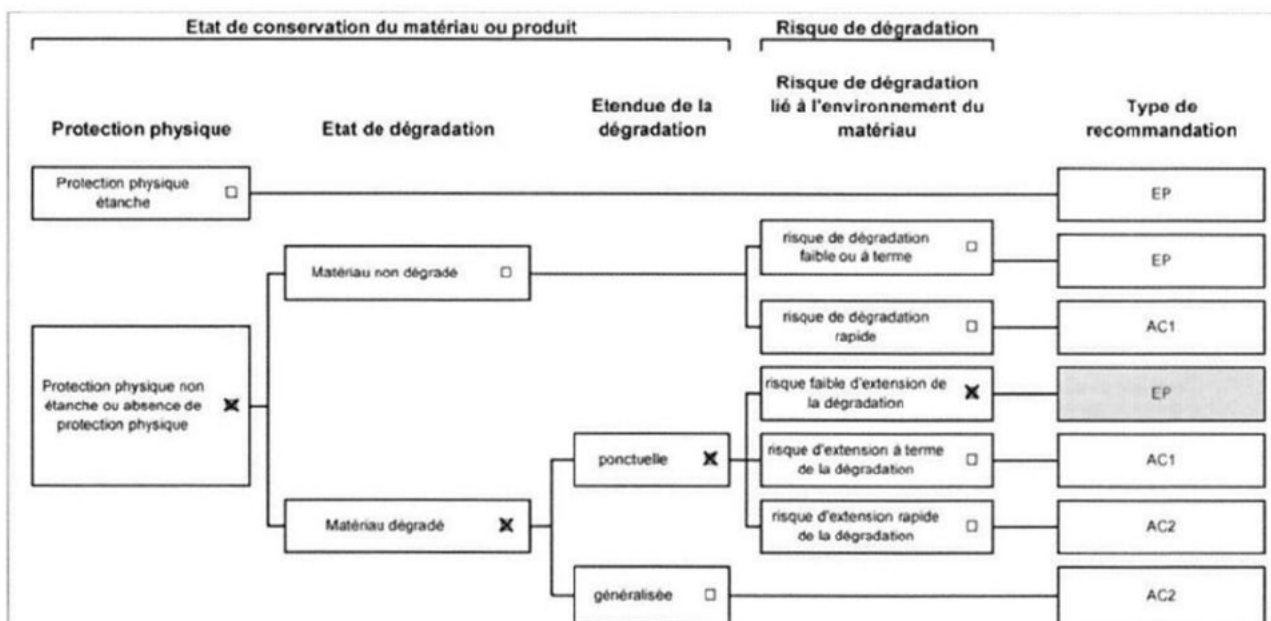 Etat de conservation du matériau ou produit
Risque de dégradation
Protection physique
Etat de dégradation
Etendue de la
dégradation
Risque de dégradation
lié à l'environnement du
matériau
Type de
recommandation
Protection physique
étanche
EP
Matériau non dégradé
risque de dégradation
faible ou à terme
EP
risque de dégradation
rapide
AC1
Protection physique non
étanche ou absence de
protection physique
risque faible d'extension de
la dégradation
EP
ponctuelle
risque d'extension à terme
de la dégradation
AC1
Matériau dégradé
risque d'extension rapide
de la dégradation
AC2
généralisée
AC2